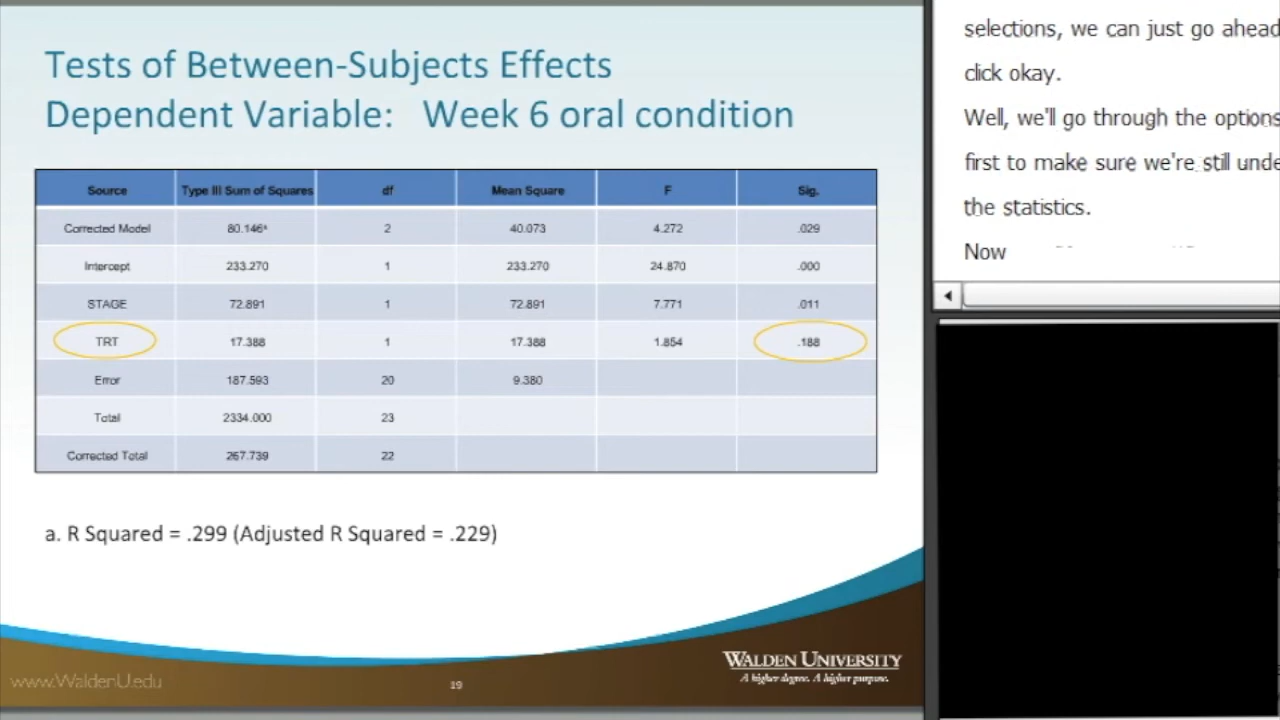 Tests of Between-Subjects Effects
Dependent Variable: Week 6 oral condition
Source Type III Sum of Squares df Mean Square F Sig.
Corrected Model 80.146ᵃ 2 40.073 4.272 .029
Intercept 233.270 1 233.270 24.870 .000
STAGE 72.891 1 72.891 7.771 .011
TRT 17.388 1 17.388 1.854 .188
Error 187.593 20 9.380
Total 2334.000 23
Corrected Total 267.739 22
a. R Squared = .299 (Adjusted R Squared = .229)
www.WaldenU.edu
19
WALDEN UNIVERSITY
A higher degree. A higher purpose.
selections, we can just go ahead
click okay.
Well, we'll go through the options
first to make sure we're still unde
the statistics.
Now